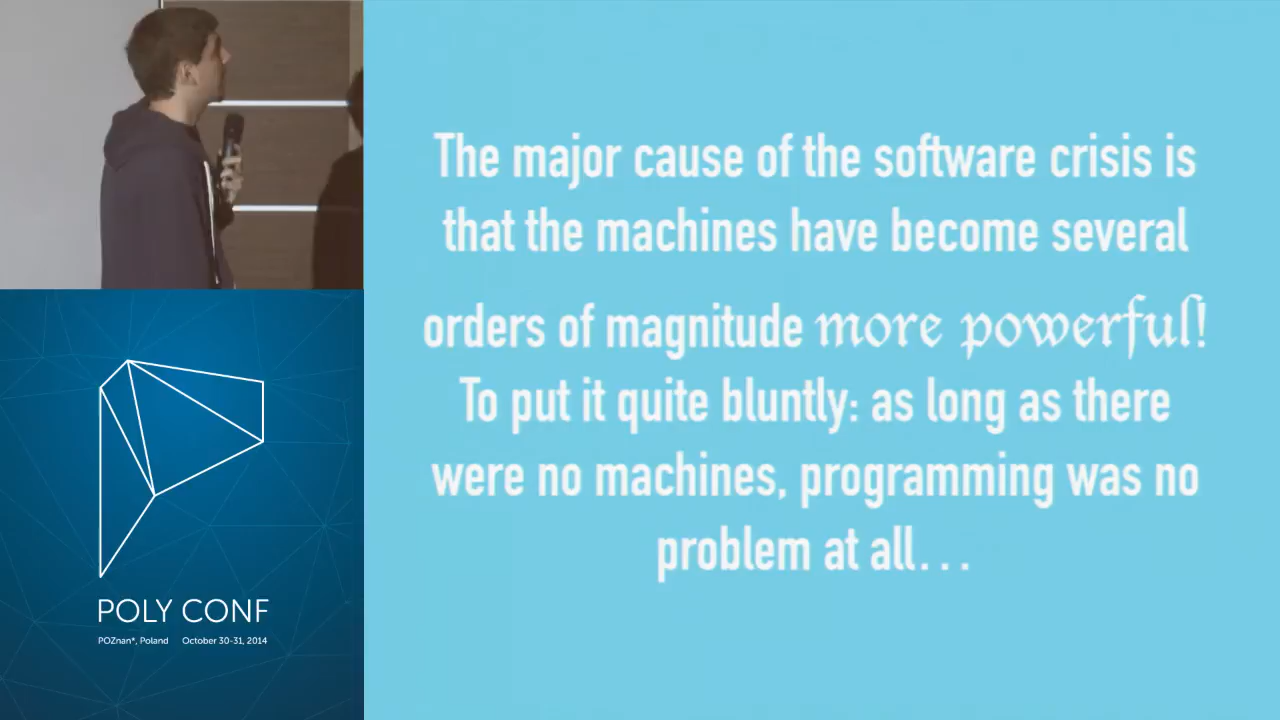 The major cause of the software crisis is
that the machines have become several
orders of magnitude more powerful!
To put it quite bluntly: as long as there
were no machines, programming was no
problem at all...
POLY CONF
POZnan*, Poland October 30-31, 2014